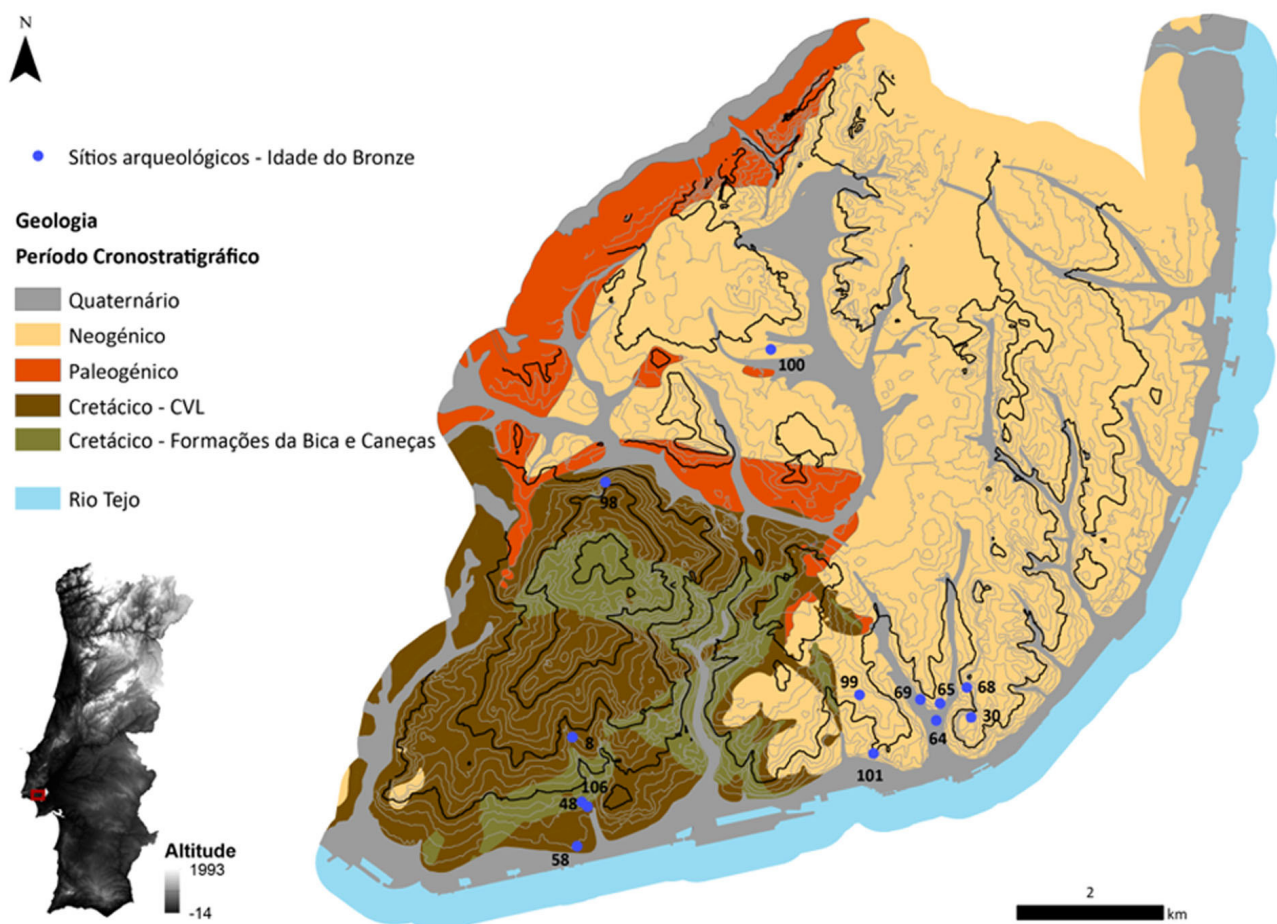 N
Sítios arqueológicos - Idade do Bronze
Geologia
Período Cronostratigráfico
Quaternário
Neogénico
Paleogénico
Cretácico - CVL
Cretácico - Formações da Bica e Caneças
Rio Tejo
Altitude
1993
-14
100
98
99
69
65
68
30
64
101
8
106
48
58
2
km